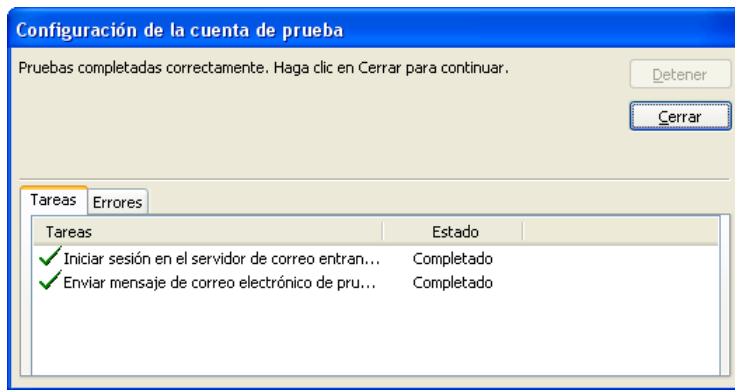 Configuración de la cuenta de prueba
Pruebas completadas correctamente. Haga clic en Cerrar para continuar.
Detener
Cerrar
Tareas Errores
Tareas Estado
Iniciar sesión en el servidor de correo entran... Completado
Enviar mensaje de correo electrónico de pru... Completado